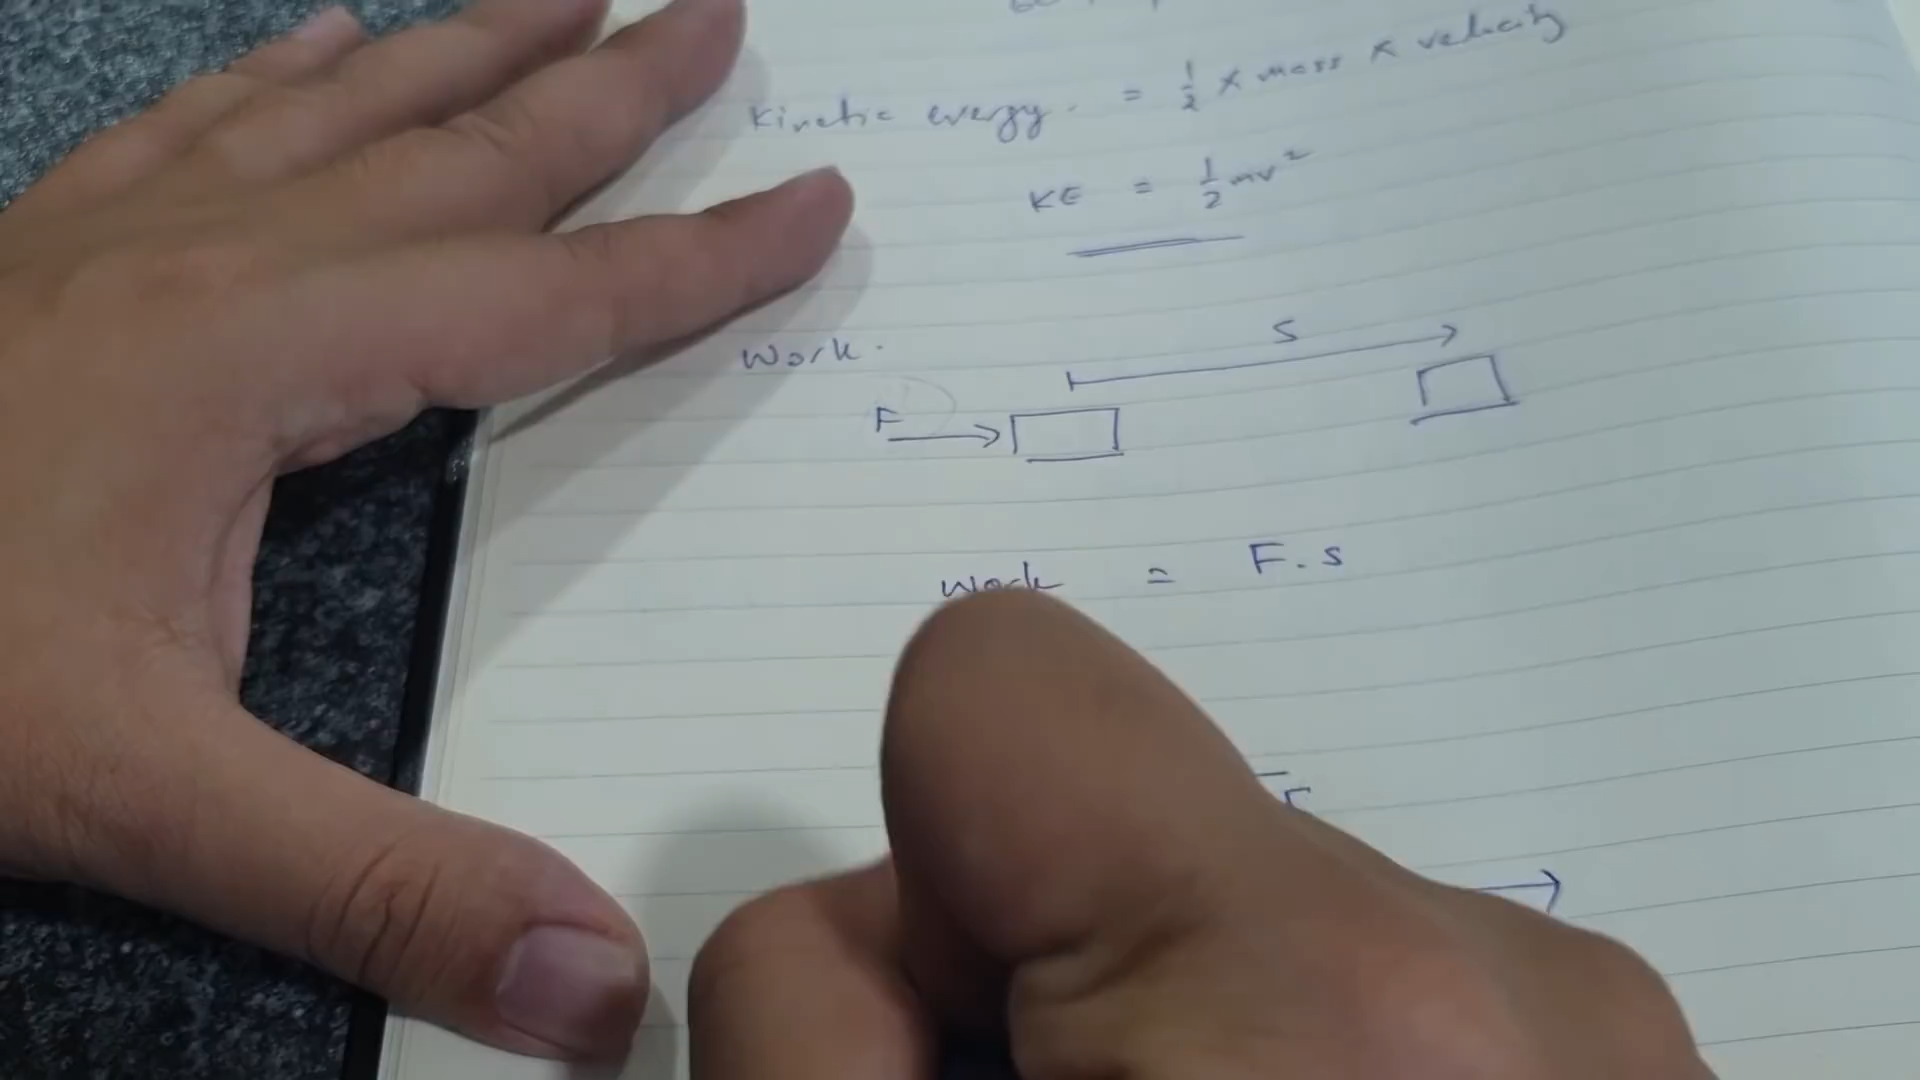 Kinetic energy. = 1/2 x mass x velocity
KE = 1/2 mv²
Work.
S
F
Work = F.s